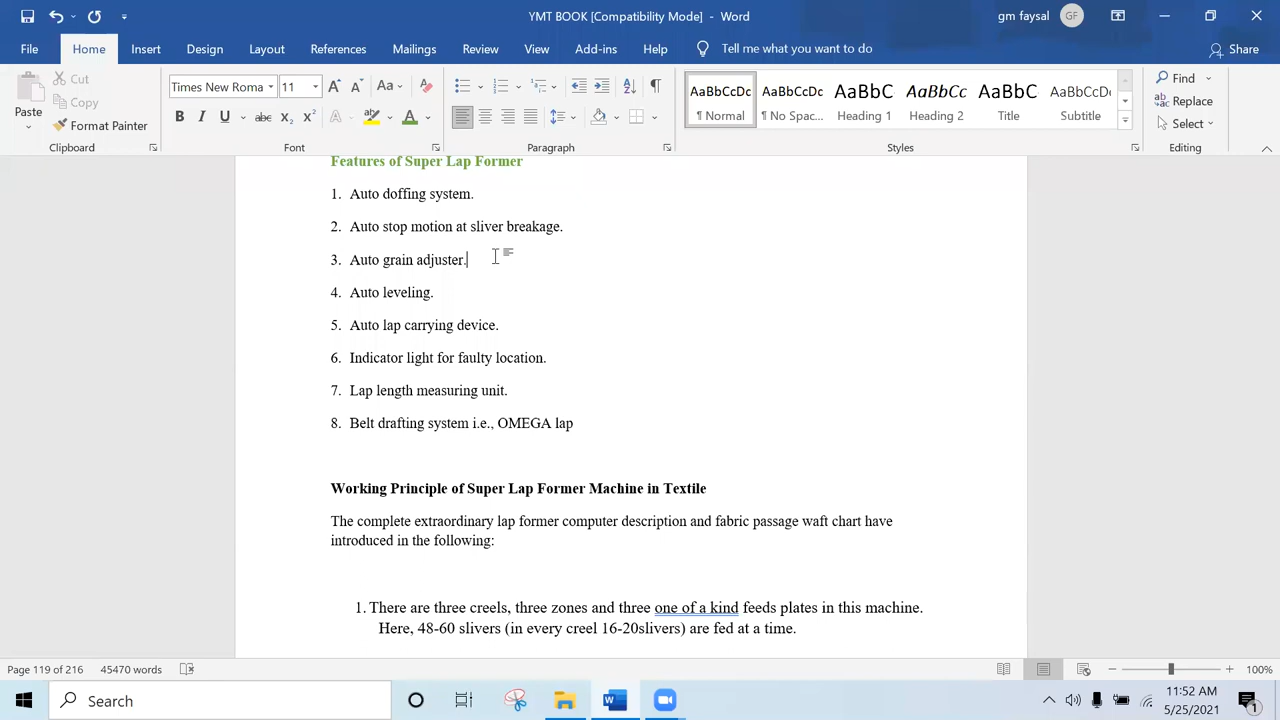 YMT BOOK [Compatibility Mode] - Word
gm faysal
GF
File Home Insert Design Layout References Mailings Review View Add-ins Help Tell me what you want to do
Share
Paste
Cut
Copy
Format Painter
Times New Roma 11
Aa
B I U abc x2 x2 A A
AaBbCcDc AaBbCcDc AaBbC AaBbCc AaBbC AaBbCcDc
¶ Normal ¶ No Spac... Heading 1 Heading 2 Title Subtitle
Find
Replace
Select
Clipboard Font Paragraph Styles Editing
Features of Super Lap Former
1. Auto doffing system.
2. Auto stop motion at sliver breakage.
3. Auto grain adjuster.
4. Auto leveling.
5. Auto lap carrying device.
6. Indicator light for faulty location.
7. Lap length measuring unit.
8. Belt drafting system i.e., OMEGA lap
Working Principle of Super Lap Former Machine in Textile
The complete extraordinary lap former computer description and fabric passage waft chart have
introduced in the following:
1. There are three creels, three zones and three one of a kind feeds plates in this machine.
Here, 48-60 slivers (in every creel 16-20slivers) are fed at a time.
Page 119 of 216 45470 words
100%
Search
11:52 AM
5/25/2021
1